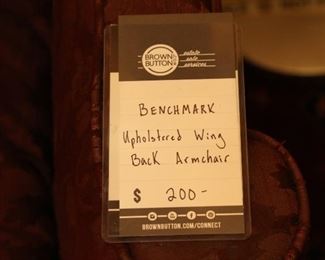 BROWN BUTTON
estate
sale
services
BENCHMARK
Upholstered Wing
Back Armchair
$ 200-
BROWNBUTTON.COM/CONNECT